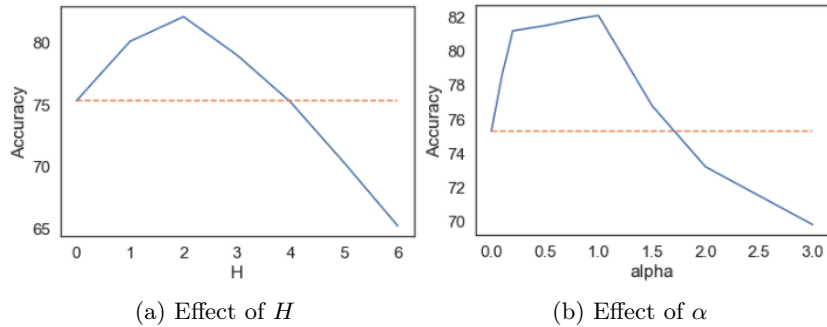 80
75
70
65
Accuracy
0 1 2 3 4 5 6
H
(a) Effect of H
82
80
78
76
74
72
70
Accuracy
0.0 0.5 1.0 1.5 2.0 2.5 3.0
alpha
(b) Effect of α